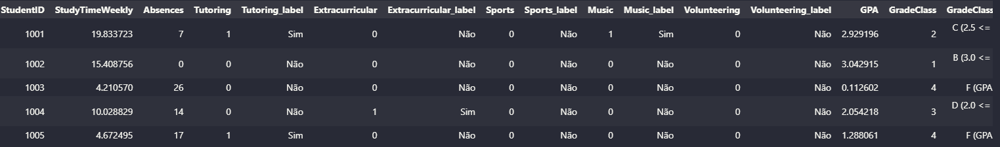 StudentID StudyTimeWeekly Absences Tutoring Tutoring_label Extracurricular Extracurricular_label Sports Sports_label Music Music_label Volunteering Volunteering_label GPA GradeClass GradeClass
1001 19.833723 7 1 Sim 0 Não 0 Não 1 Sim 0 Não 2.929196 2 C (2.5 <=
1002 15.408756 0 0 Não 0 Não 0 Não 0 Não 0 Não 3.042915 1 B (3.0 <=
1003 4.210570 26 0 Não 0 Não 0 Não 0 Não 0 Não 0.112602 4 F (GPA
1004 10.028829 14 0 Não 1 Sim 0 Não 0 Não 0 Não 2.054218 3 D (2.0 <=
1005 4.672495 17 1 Sim 0 Não 0 Não 0 Não 0 Não 1.288061 4 F (GPA